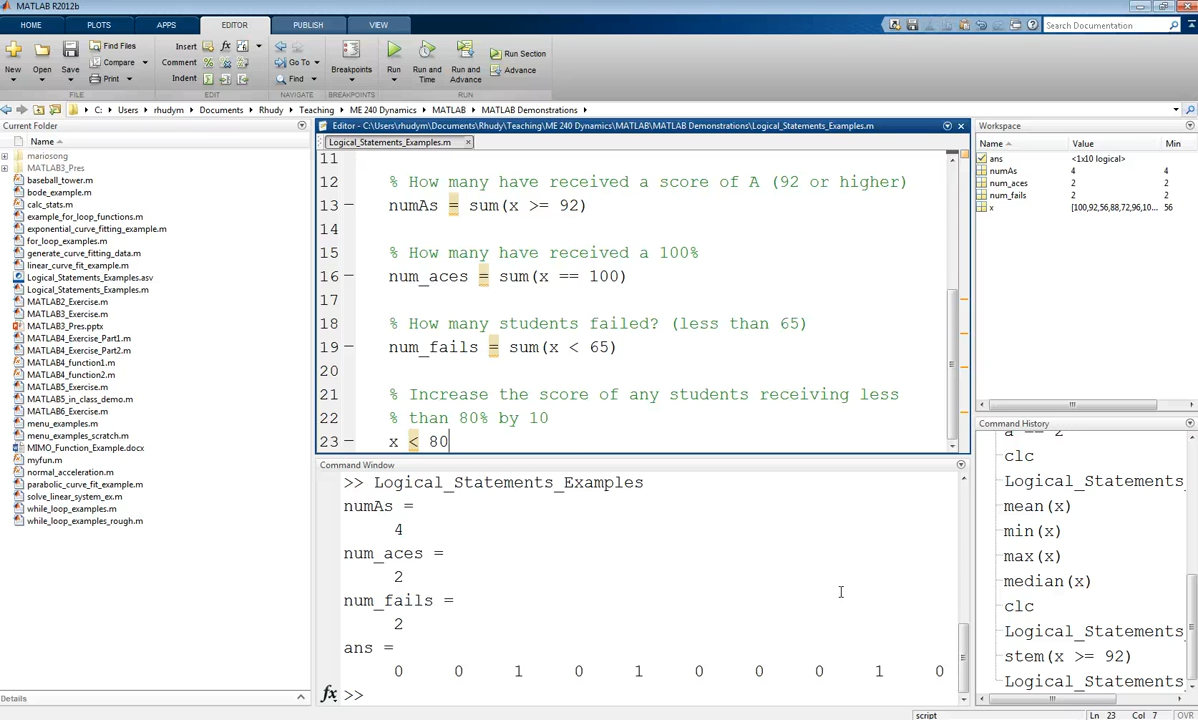 MATLAB R2012b
HOME PLOTS APPS EDITOR PUBLISH VIEW Search Documentation
New Open Save Find Files Compare Print Insert fx Comment Indent Go To Find Breakpoints Run Run and Time Run and Advance Run Section Advance
FILE EDIT NAVIGATE BREAKPOINTS RUN
C: Users rhudym Documents Rhudy Teaching ME 240 Dynamics MATLAB MATLAB Demonstrations
Current Folder
Name
mariosong
MATLAB3_Pres
baseball_tower.m
bode_example.m
calc_stats.m
example_for_loop_functions.m
exponential_curve_fitting_example.m
for_loop_examples.m
generate_curve_fitting_data.m
linear_curve_fit_example.m
Logical_Statements_Examples.asv
Logical_Statements_Examples.m
MATLAB2_Exercise.m
MATLAB3_Exercise.m
MATLAB3_Pres.pptx
MATLAB4_Exercise_Part1.m
MATLAB4_Exercise_Part2.m
MATLAB4_function1.m
MATLAB4_function2.m
MATLAB5_Exercise.m
MATLAB5_in_class_demo.m
MATLAB6_Exercise.m
menu_examples.m
menu_examples_scratch.m
MIMO_Function_Example.docx
myfun.m
normal_acceleration.m
parabolic_curve_fit_example.m
solve_linear_system_ex.m
while_loop_examples.m
while_loop_examples_rough.m
Details
Editor - C:\Users\rhudym\Documents\Rhudy\Teaching\ME 240 Dynamics\MATLAB\MATLAB Demonstrations\Logical_Statements_Examples.m
Logical_Statements_Examples.m
11
12 % How many have received a score of A (92 or higher)
13 numAs = sum(x >= 92)
14
15 % How many have received a 100%
16 num_aces = sum(x == 100)
17
18 % How many students failed? (less than 65)
19 num_fails = sum(x < 65)
20
21 % Increase the score of any students receiving less
22 % than 80% by 10
23 x < 80
Command Window
>> Logical_Statements_Examples
numAs =
4
num_aces =
2
num_fails =
2
ans =
0 0 1 0 1 0 0 0 1 0
fx >>
Workspace
Name Value Min
ans <1x10 logical>
numAs 4 4
num_aces 2 2
num_fails 2 2
x [100,92,56,88,72,96,10... 56
Command History
a == 2
clc
Logical_Statements_
mean(x)
min(x)
max(x)
median(x)
clc
Logical_Statements_
stem(x >= 92)
Logical_Statements_
script Ln 23 Col 7 OVR